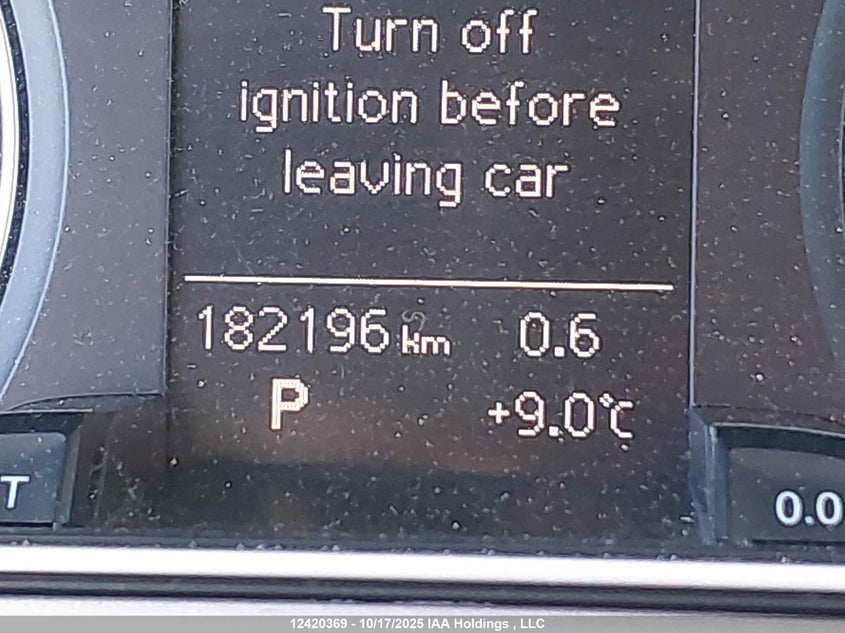 Turn off
ignition before
leaving car
182196 km 0.6
P +9.0°C
T
0.0
12420369 - 10/17/2025 IAA Holdings , LLC